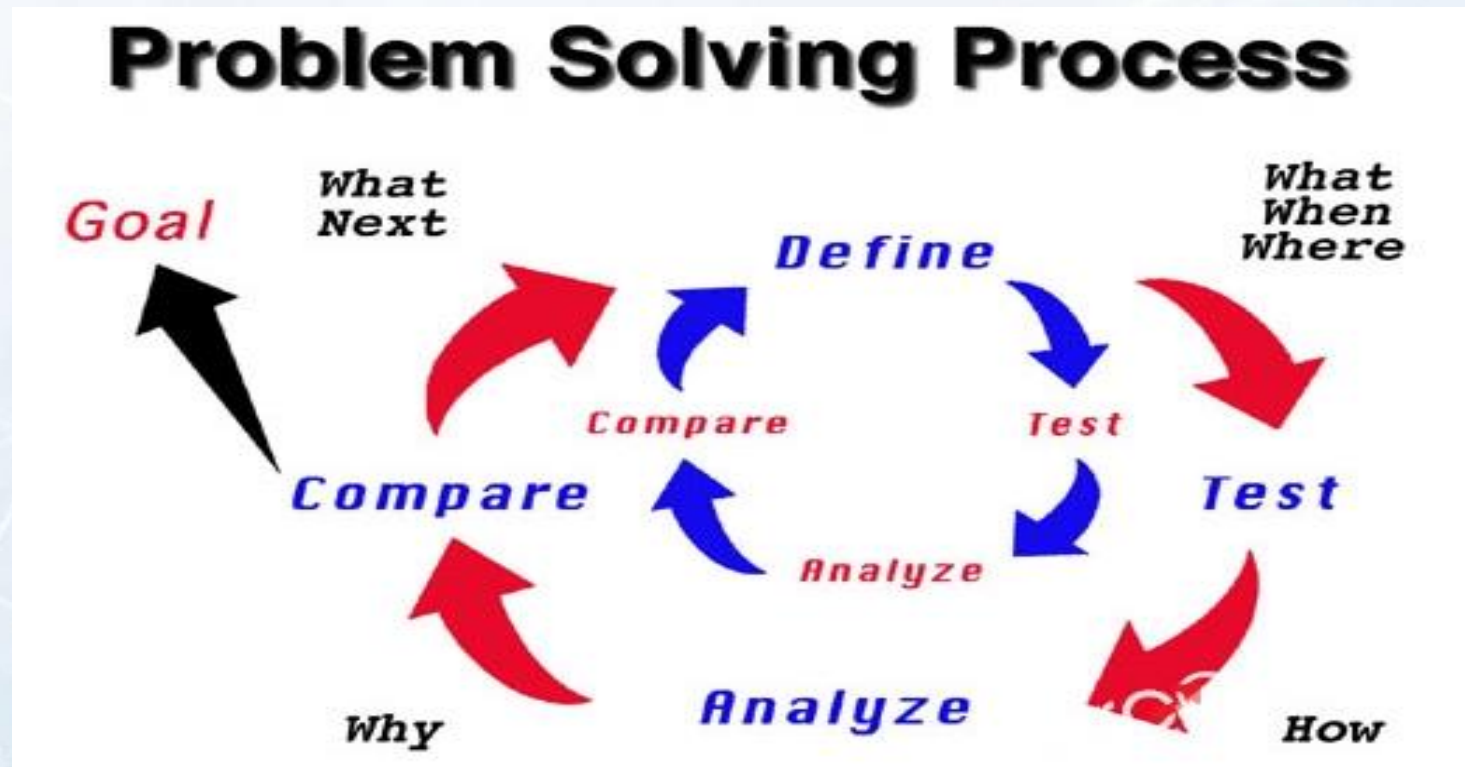 Problem Solving Process
Goal
What
Next
Define
What
When
Where
Compare
Test
Compare
Test
Analyze
Analyze
Why
How